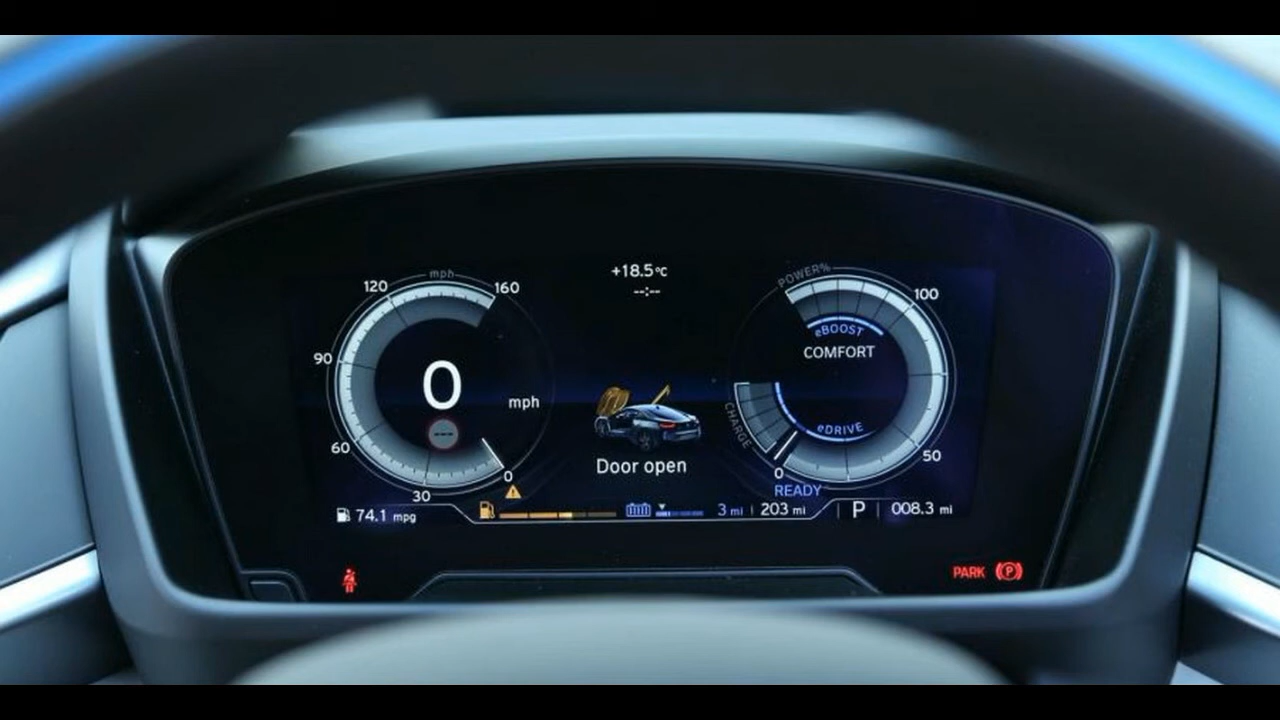 +18.5°C
--:--
mph
120
160
90
0
mph
60
0
30
Door open
POWER%
100
eBOOST
COMFORT
CHARGE
eDRIVE
50
0
READY
74.1 mpg
3 mi
203 mi
P
008.3 mi
PARK
P